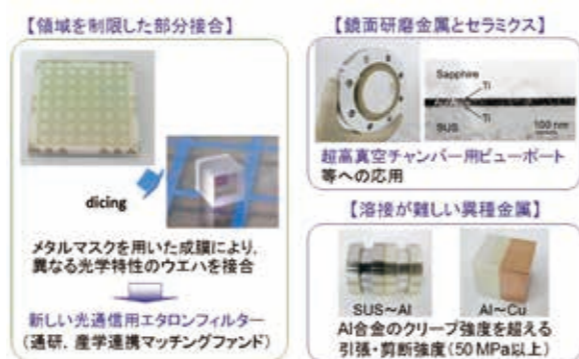 【領域を制限した部分接合】
dicing
メタルマスクを用いた成膜により,
異なる光学特性のウエハを接合
新しい光通信用エタロンフィルター
(通研、産学連携マッチングファンド)
【鏡面研磨金属とセラミクス】
Sapphire
Ti
Ti
SUS
100 nm
超高真空チャンバー用ビューポート
等への応用
【溶接が難しい異種金属】
SUS~Al
Al~Cu
Al合金のクリープ強度を超える
引張・剪断強度(50 MPa以上)